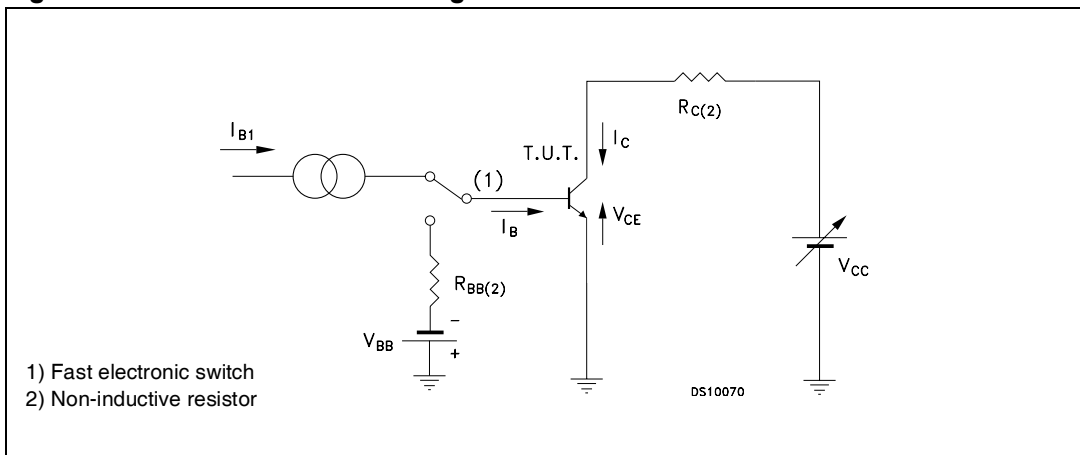 I_B1
(1)
I_B
R_BB(2)
V_BB
−
+
T.U.T.
I_C
V_CE
R_C(2)
V_CC
DS10070
1) Fast electronic switch
2) Non-inductive resistor